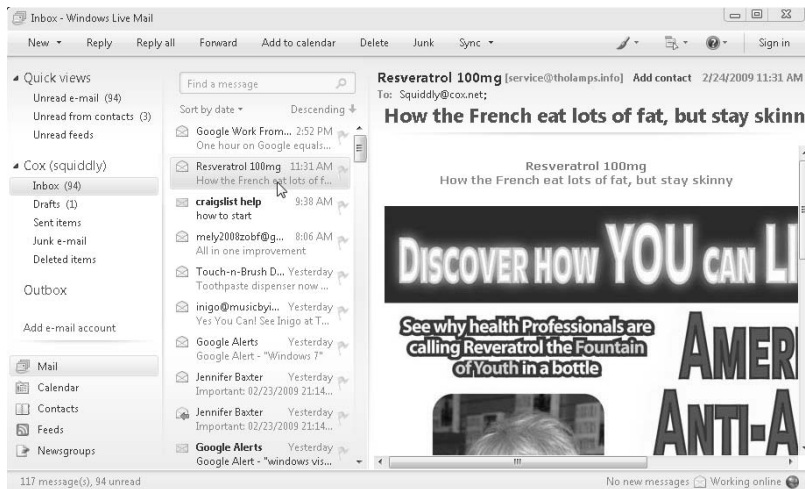 Inbox - Windows Live Mail
New Reply Reply all Forward Add to calendar Delete Junk Sync Sign in
Quick views
Unread e-mail (94)
Unread from contacts (3)
Unread feeds
Cox (squiddly)
Inbox (94)
Drafts (1)
Sent items
Junk e-mail
Deleted items
Outbox
Add e-mail account
Mail
Calendar
Contacts
Feeds
Newsgroups
Find a message
Sort by date Descending
Google Work From... 2:52 PM
One hour on Google equals...
Resveratrol 100mg 11:31 AM
How the French eat lots of f...
craigslist help 9:38 AM
how to start
mely2008zobf@g... 8:06 AM
All in one improvement
Touch-n-Brush D... Yesterday
Toothpaste dispenser now ...
inigo@musicbyi... Yesterday
Yes You Can! See Inigo at T...
Google Alerts Yesterday
Google Alert - "Windows 7"
Jennifer Baxter Yesterday
Important: 02/23/2009 21:14...
Jennifer Baxter Yesterday
Important: 02/23/2009 21:14...
Google Alerts Yesterday
Google Alert - "windows vis...
Resveratrol 100mg [service@tholamps.info] Add contact 2/24/2009 11:31 AM
To: Squiddly@cox.net;
How the French eat lots of fat, but stay skinn
Resveratrol 100mg
How the French eat lots of fat, but stay skinny
DISCOVER HOW YOU CAN LI
See why health Professionals are
calling Reveratrol the Fountain
of Youth in a bottle
AMER
ANTI-A
117 message(s), 94 unread
No new messages Working online